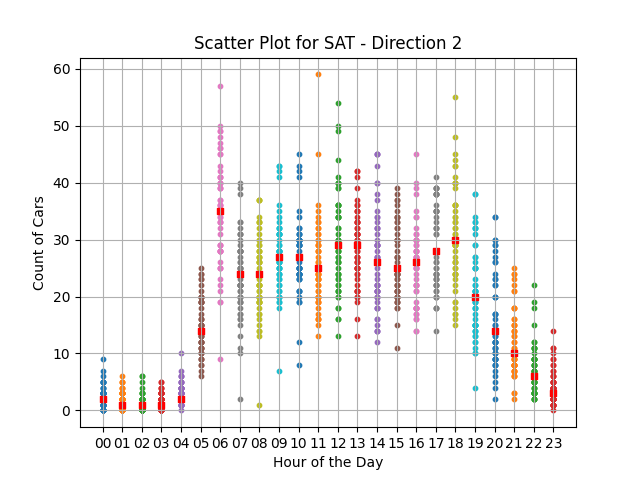 Scatter Plot for SAT - Direction 2
Count of Cars
60
50
40
30
20
10
0
00 01 02 03 04 05 06 07 08 09 10 11 12 13 14 15 16 17 18 19 20 21 22 23
Hour of the Day